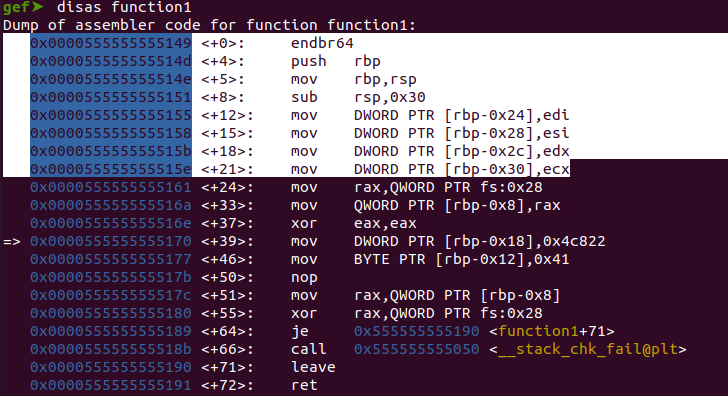 gef➤  disas function1
Dump of assembler code for function function1:
   0x0000555555555149 <+0>:	endbr64
   0x000055555555514d <+4>:	push   rbp
   0x000055555555514e <+5>:	mov    rbp,rsp
   0x0000555555555151 <+8>:	sub    rsp,0x30
   0x0000555555555155 <+12>:	mov    DWORD PTR [rbp-0x24],edi
   0x0000555555555158 <+15>:	mov    DWORD PTR [rbp-0x28],esi
   0x000055555555515b <+18>:	mov    DWORD PTR [rbp-0x2c],edx
   0x000055555555515e <+21>:	mov    DWORD PTR [rbp-0x30],ecx
   0x0000555555555161 <+24>:	mov    rax,QWORD PTR fs:0x28
   0x000055555555516a <+33>:	mov    QWORD PTR [rbp-0x8],rax
   0x000055555555516e <+37>:	xor    eax,eax
=> 0x0000555555555170 <+39>:	mov    DWORD PTR [rbp-0x18],0x4c822
   0x0000555555555177 <+46>:	mov    BYTE PTR [rbp-0x12],0x41
   0x000055555555517b <+50>:	nop
   0x000055555555517c <+51>:	mov    rax,QWORD PTR [rbp-0x8]
   0x0000555555555180 <+55>:	xor    rax,QWORD PTR fs:0x28
   0x0000555555555189 <+64>:	je     0x555555555190 <function1+71>
   0x000055555555518b <+66>:	call   0x555555555050 <__stack_chk_fail@plt>
   0x0000555555555190 <+71>:	leave
   0x0000555555555191 <+72>:	ret